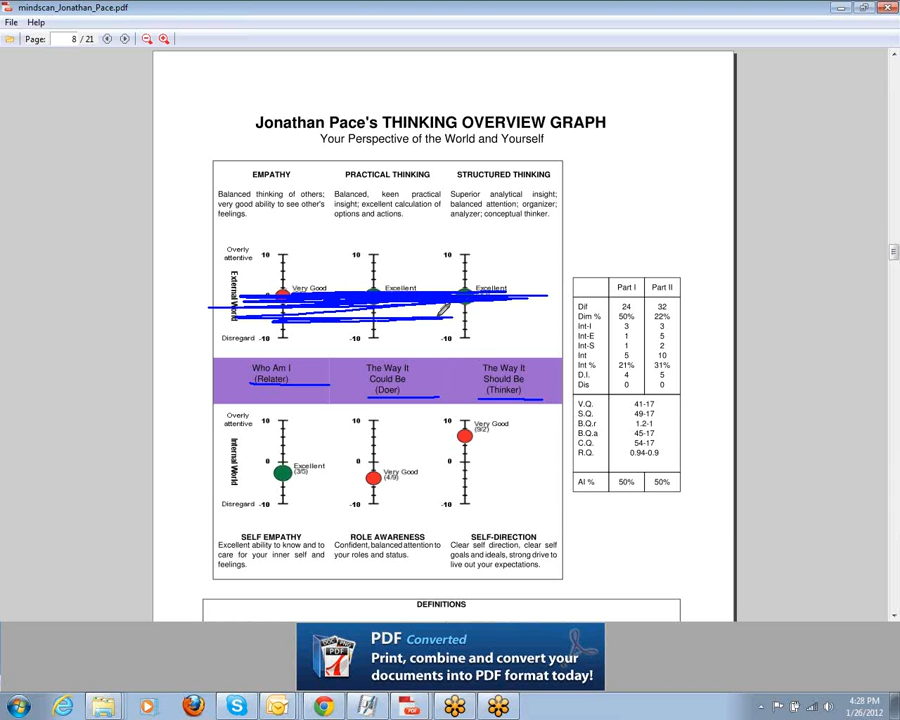 mindscan_Jonathan_Pace.pdf
File Help
Page: 8 / 21
Jonathan Pace's THINKING OVERVIEW GRAPH
Your Perspective of the World and Yourself
EMPATHY PRACTICAL THINKING STRUCTURED THINKING
Balanced thinking of others; very good ability to see other's feelings.
Balanced, keen practical insight; excellent calculation of options and actions.
Superior analytical insight; balanced attention; organizer; analyzer; conceptual thinker.
Overly attentive
10 10 10
External World
Very Good Excellent Excellent
Disregard -10 -10 -10
Who Am I (Relater)
The Way It Could Be (Doer)
The Way It Should Be (Thinker)
Overly attentive
10 10 10
Very Good (9/2)
Internal World
0 0 0
Excellent (3/5)
Very Good (4/9)
Disregard -10 -10 -10
SELF EMPATHY
Excellent ability to know and to care for your inner self and feelings.
ROLE AWARENESS
Confident, balanced attention to your roles and status.
SELF-DIRECTION
Clear self direction, clear self goals and ideals, strong drive to live out your expectations.
Part I Part II
Dif 24 32
Dim % 50% 22%
Int-I 3 3
Int-E 1 5
Int-S 1 2
Int 5 10
Int % 21% 31%
D.I. 4 5
Dis 0 0
V.Q. 41-17
S.Q. 49-17
B.Q.r 1.2-1
B.Q.a 45-17
C.Q. 54-17
R.Q. 0.94-0.9
AI % 50% 50%
DEFINITIONS
PDF Converted
Print, combine and convert your
documents into PDF format today!
4:28 PM
1/26/2012